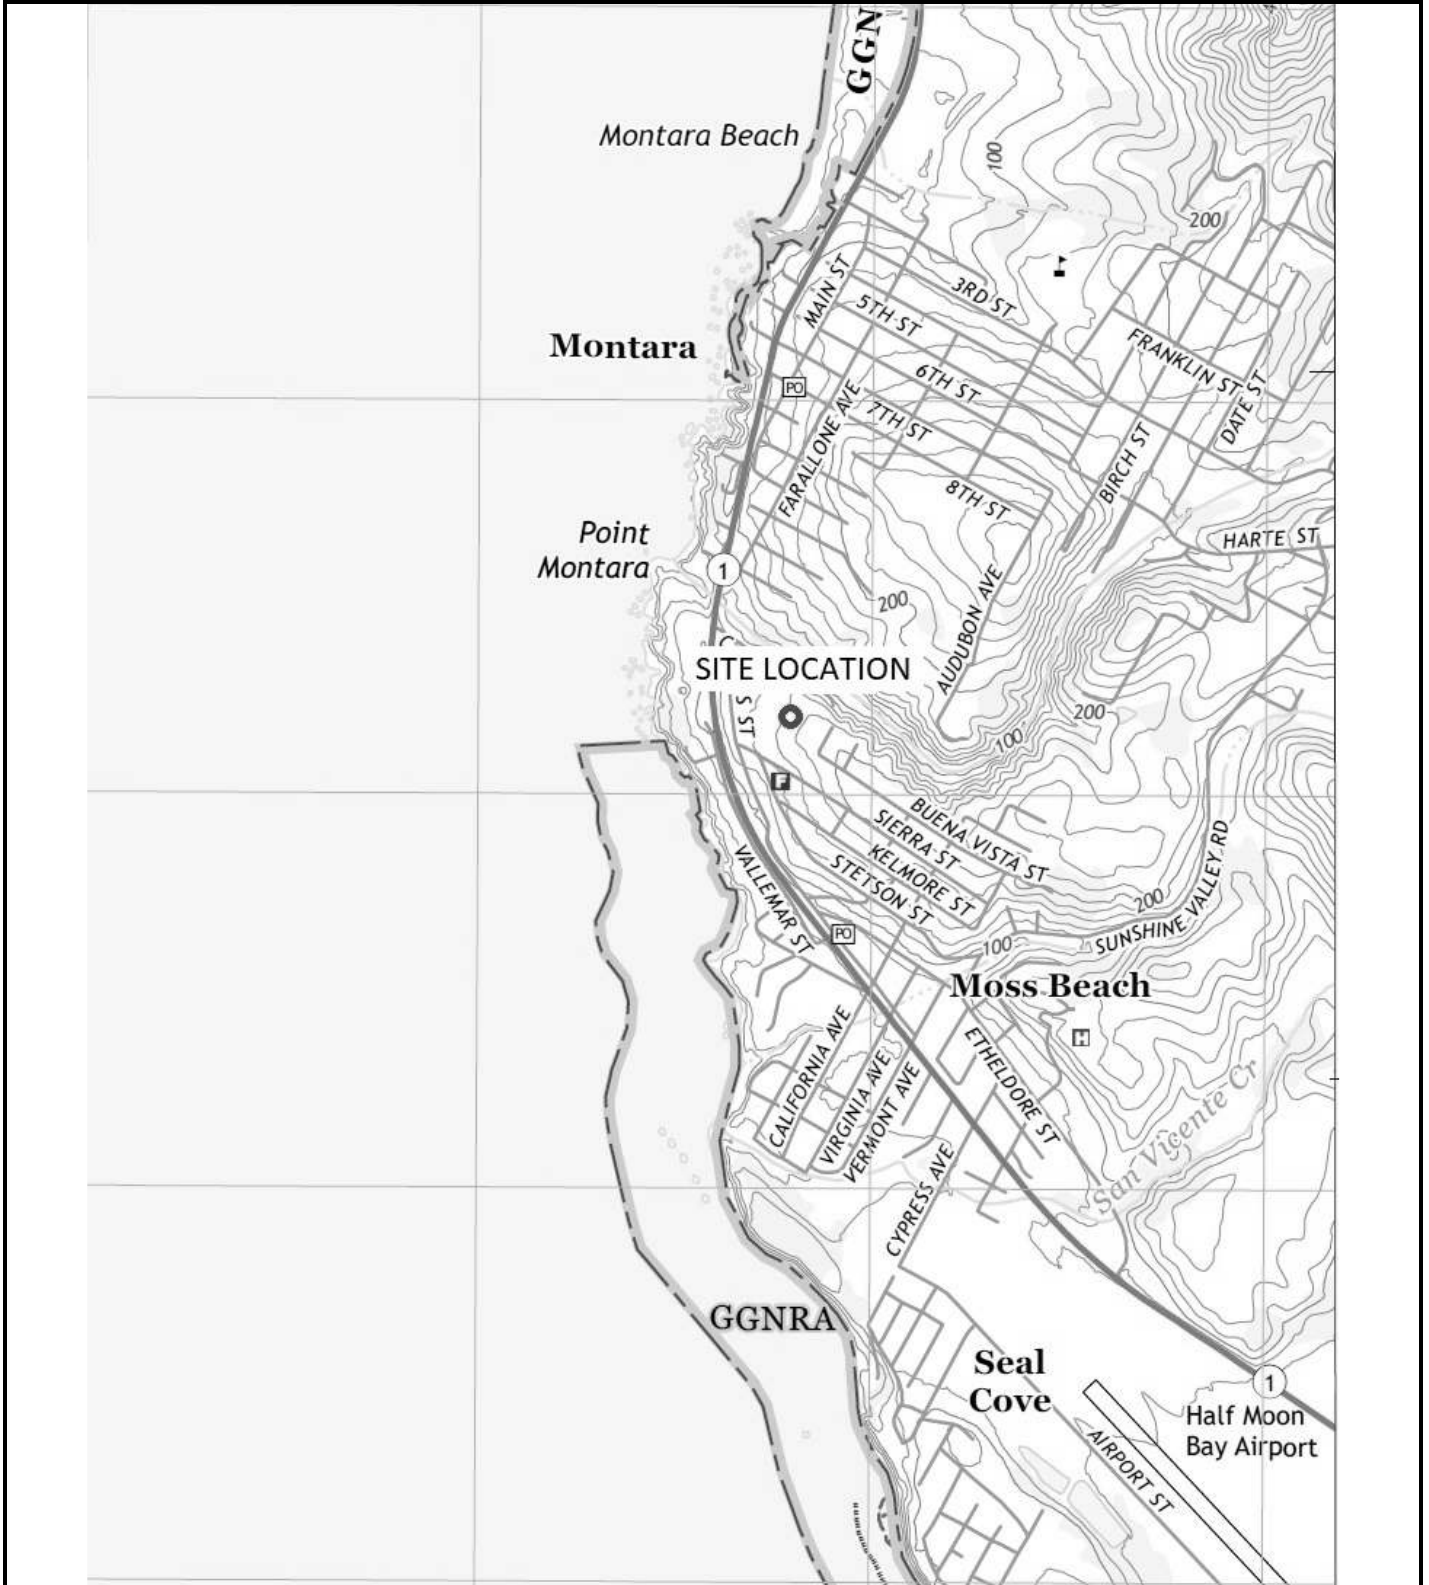 GGN
Montara Beach
100
200
MAIN ST
3RD ST
5TH ST
Montara
FRANKLIN ST
PO
6TH ST
DATE ST
FARALLONE AVE
7TH ST
BIRCH ST
8TH ST
Point
Montara
HARTE ST
1
200
AUDUBON AVE
SITE LOCATION
S ST
200
100
F
BUENA VISTA ST
SIERRA ST
KELMORE ST
STETSON ST
VALLEMAR ST
200
SUNSHINE VALLEY RD
PO
100
Moss Beach
H
CALIFORNIA AVE
ETHELDORE ST
VIRGINIA AVE
VERMONT AVE
San Vicente Cr
CYPRESS AVE
GGNRA
Seal
Cove
1
Half Moon
Bay Airport
AIRPORT ST